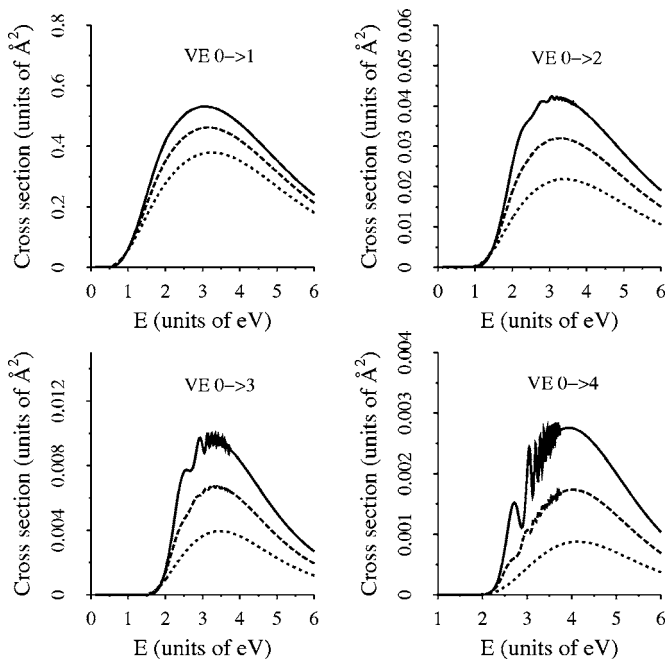 VE 0->1
Cross section (units of Å²)
0 0.2 0.4 0.6 0.8
0 1 2 3 4 5 6
E (units of eV)
VE 0->2
Cross section (units of Å²)
0 0.01 0.02 0.03 0.04 0.05 0.06
0 1 2 3 4 5 6
E (units of eV)
VE 0->3
Cross section (units of Å²)
0 0.004 0.008 0.012
0 1 2 3 4 5 6
E (units of eV)
VE 0->4
Cross section (units of Å²)
0 0.001 0.002 0.003 0.004
1 2 3 4 5 6
E (units of eV)